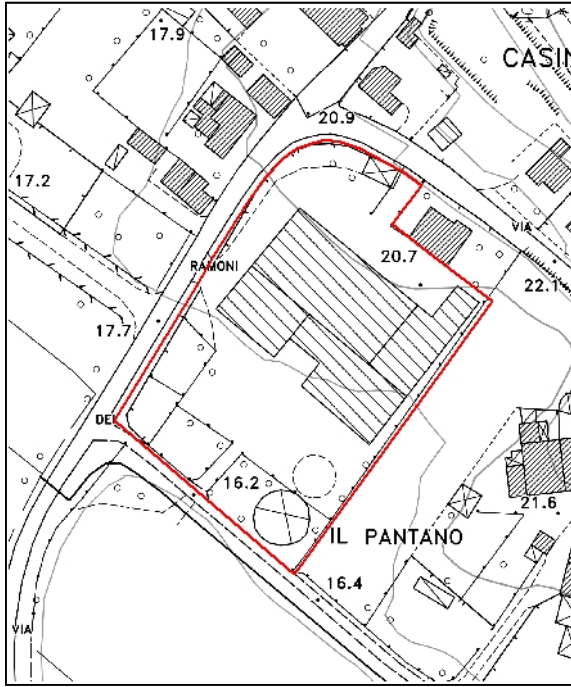 17.9
CASIN
20.9
17.2
VIA
20.7
RAMONI
22.1
17.7
DEI
16.2
21.6
IL PANTANO
16.4
VIA